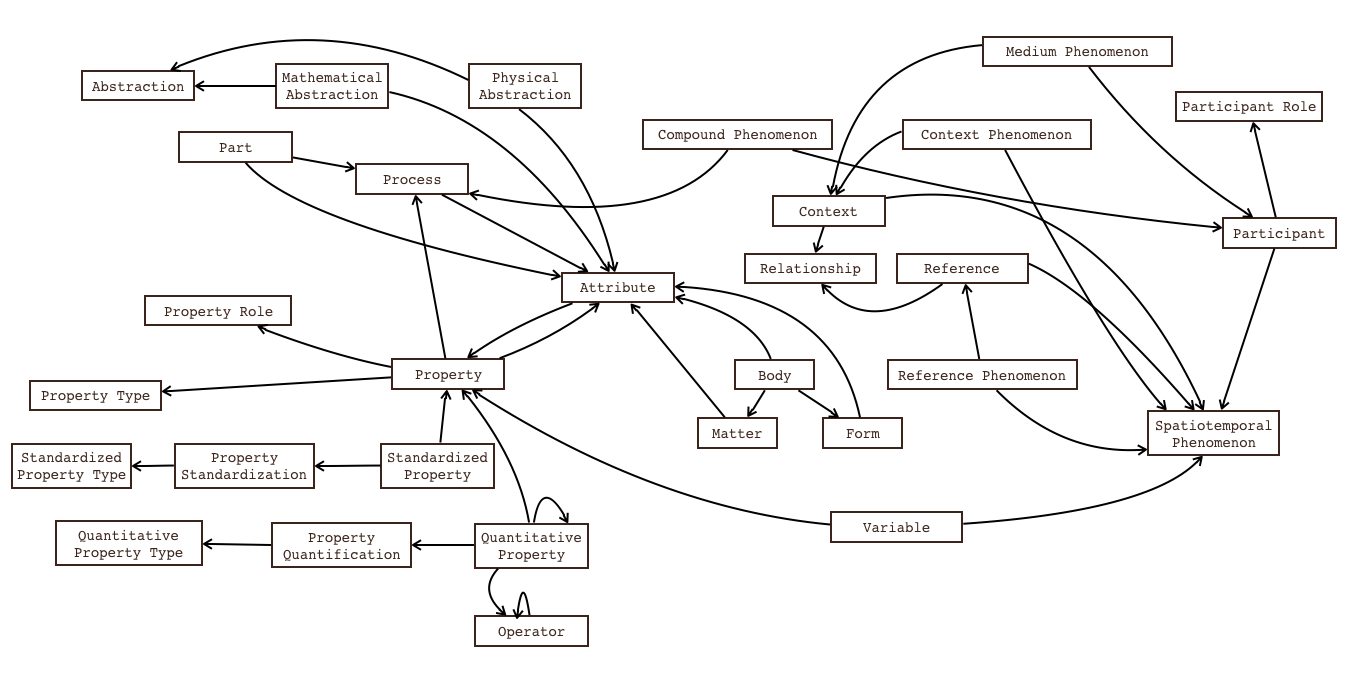 Medium Phenomenon
Abstraction
Mathematical
Abstraction
Physical
Abstraction
Participant Role
Part
Compound Phenomenon
Context Phenomenon
Process
Context
Participant
Relationship
Reference
Attribute
Property Role
Property
Body
Reference Phenomenon
Property Type
Matter
Form
Spatiotemporal
Phenomenon
Standardized
Property Type
Property
Standardization
Standardized
Property
Variable
Quantitative
Property Type
Property
Quantification
Quantitative
Property
Operator